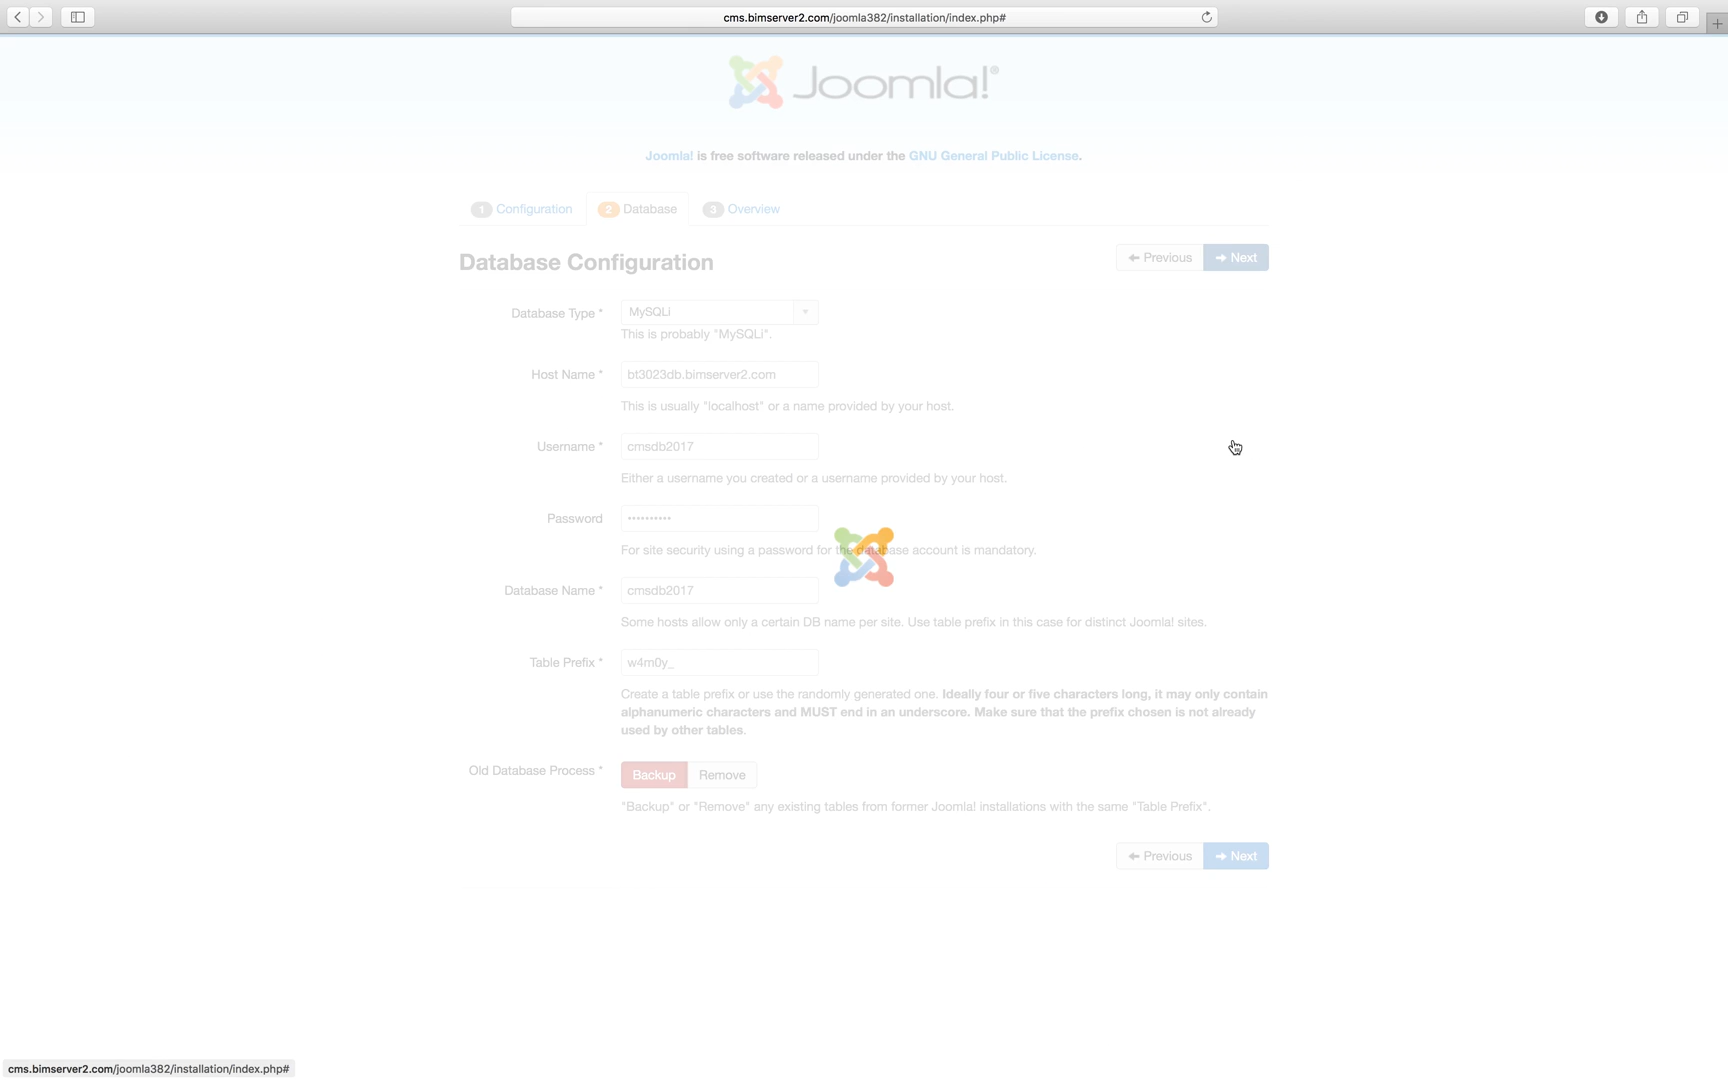 cms.bimserver2.com/joomla382/installation/index.php#
Joomla!®
Joomla! is free software released under the GNU General Public License.
1 Configuration
2 Database
3 Overview
Database Configuration
Previous
Next
Database Type *
MySQLi
This is probably "MySQLi".
Host Name *
bt3023db.bimserver2.com
This is usually "localhost" or a name provided by your host.
Username *
cmsdb2017
Either a username you created or a username provided by your host.
Password
••••••••••
For site security using a password for the database account is mandatory.
Database Name *
cmsdb2017
Some hosts allow only a certain DB name per site. Use table prefix in this case for distinct Joomla! sites.
Table Prefix *
w4m0y_
Create a table prefix or use the randomly generated one. Ideally four or five characters long, it may only contain
alphanumeric characters and MUST end in an underscore. Make sure that the prefix chosen is not already
used by other tables.
Old Database Process *
Backup
Remove
"Backup" or "Remove" any existing tables from former Joomla! installations with the same "Table Prefix".
Previous
Next
cms.bimserver2.com/joomla382/installation/index.php#